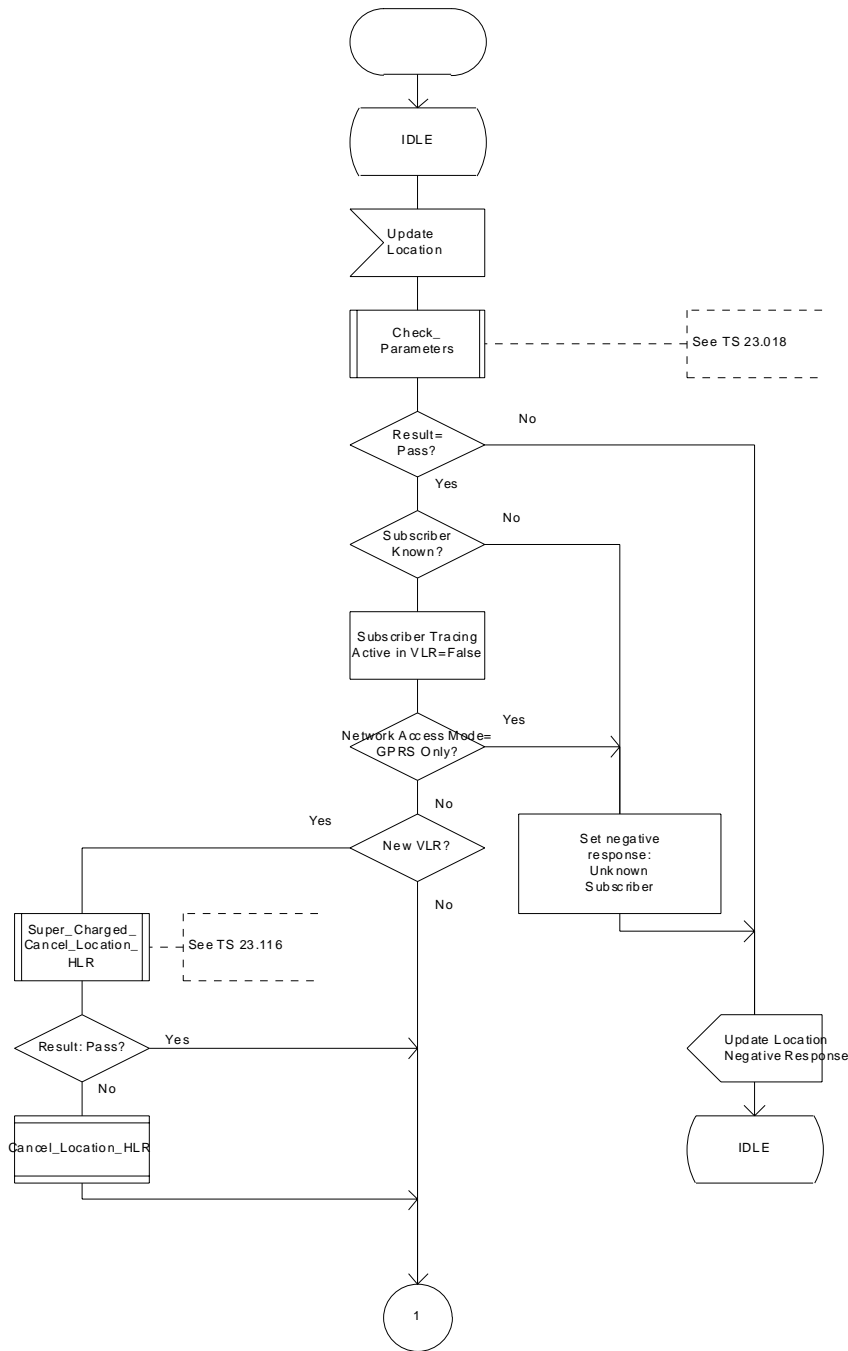 IDLE
Update
Location
Check_
Parameters
See TS 23.018
Result=
Pass?
No
Yes
Subscriber
Known?
No
Subscriber Tracing
Active in VLR=False
Network Access Mode=
GPRS Only?
Yes
No
Yes
New VLR?
Set negative
response:
Unknown
Subscriber
No
Super_Charged_
Cancel_Location_
HLR
See TS 23.116
Result: Pass?
Yes
Update Location
Negative Response
No
Cancel_Location_HLR
IDLE
1